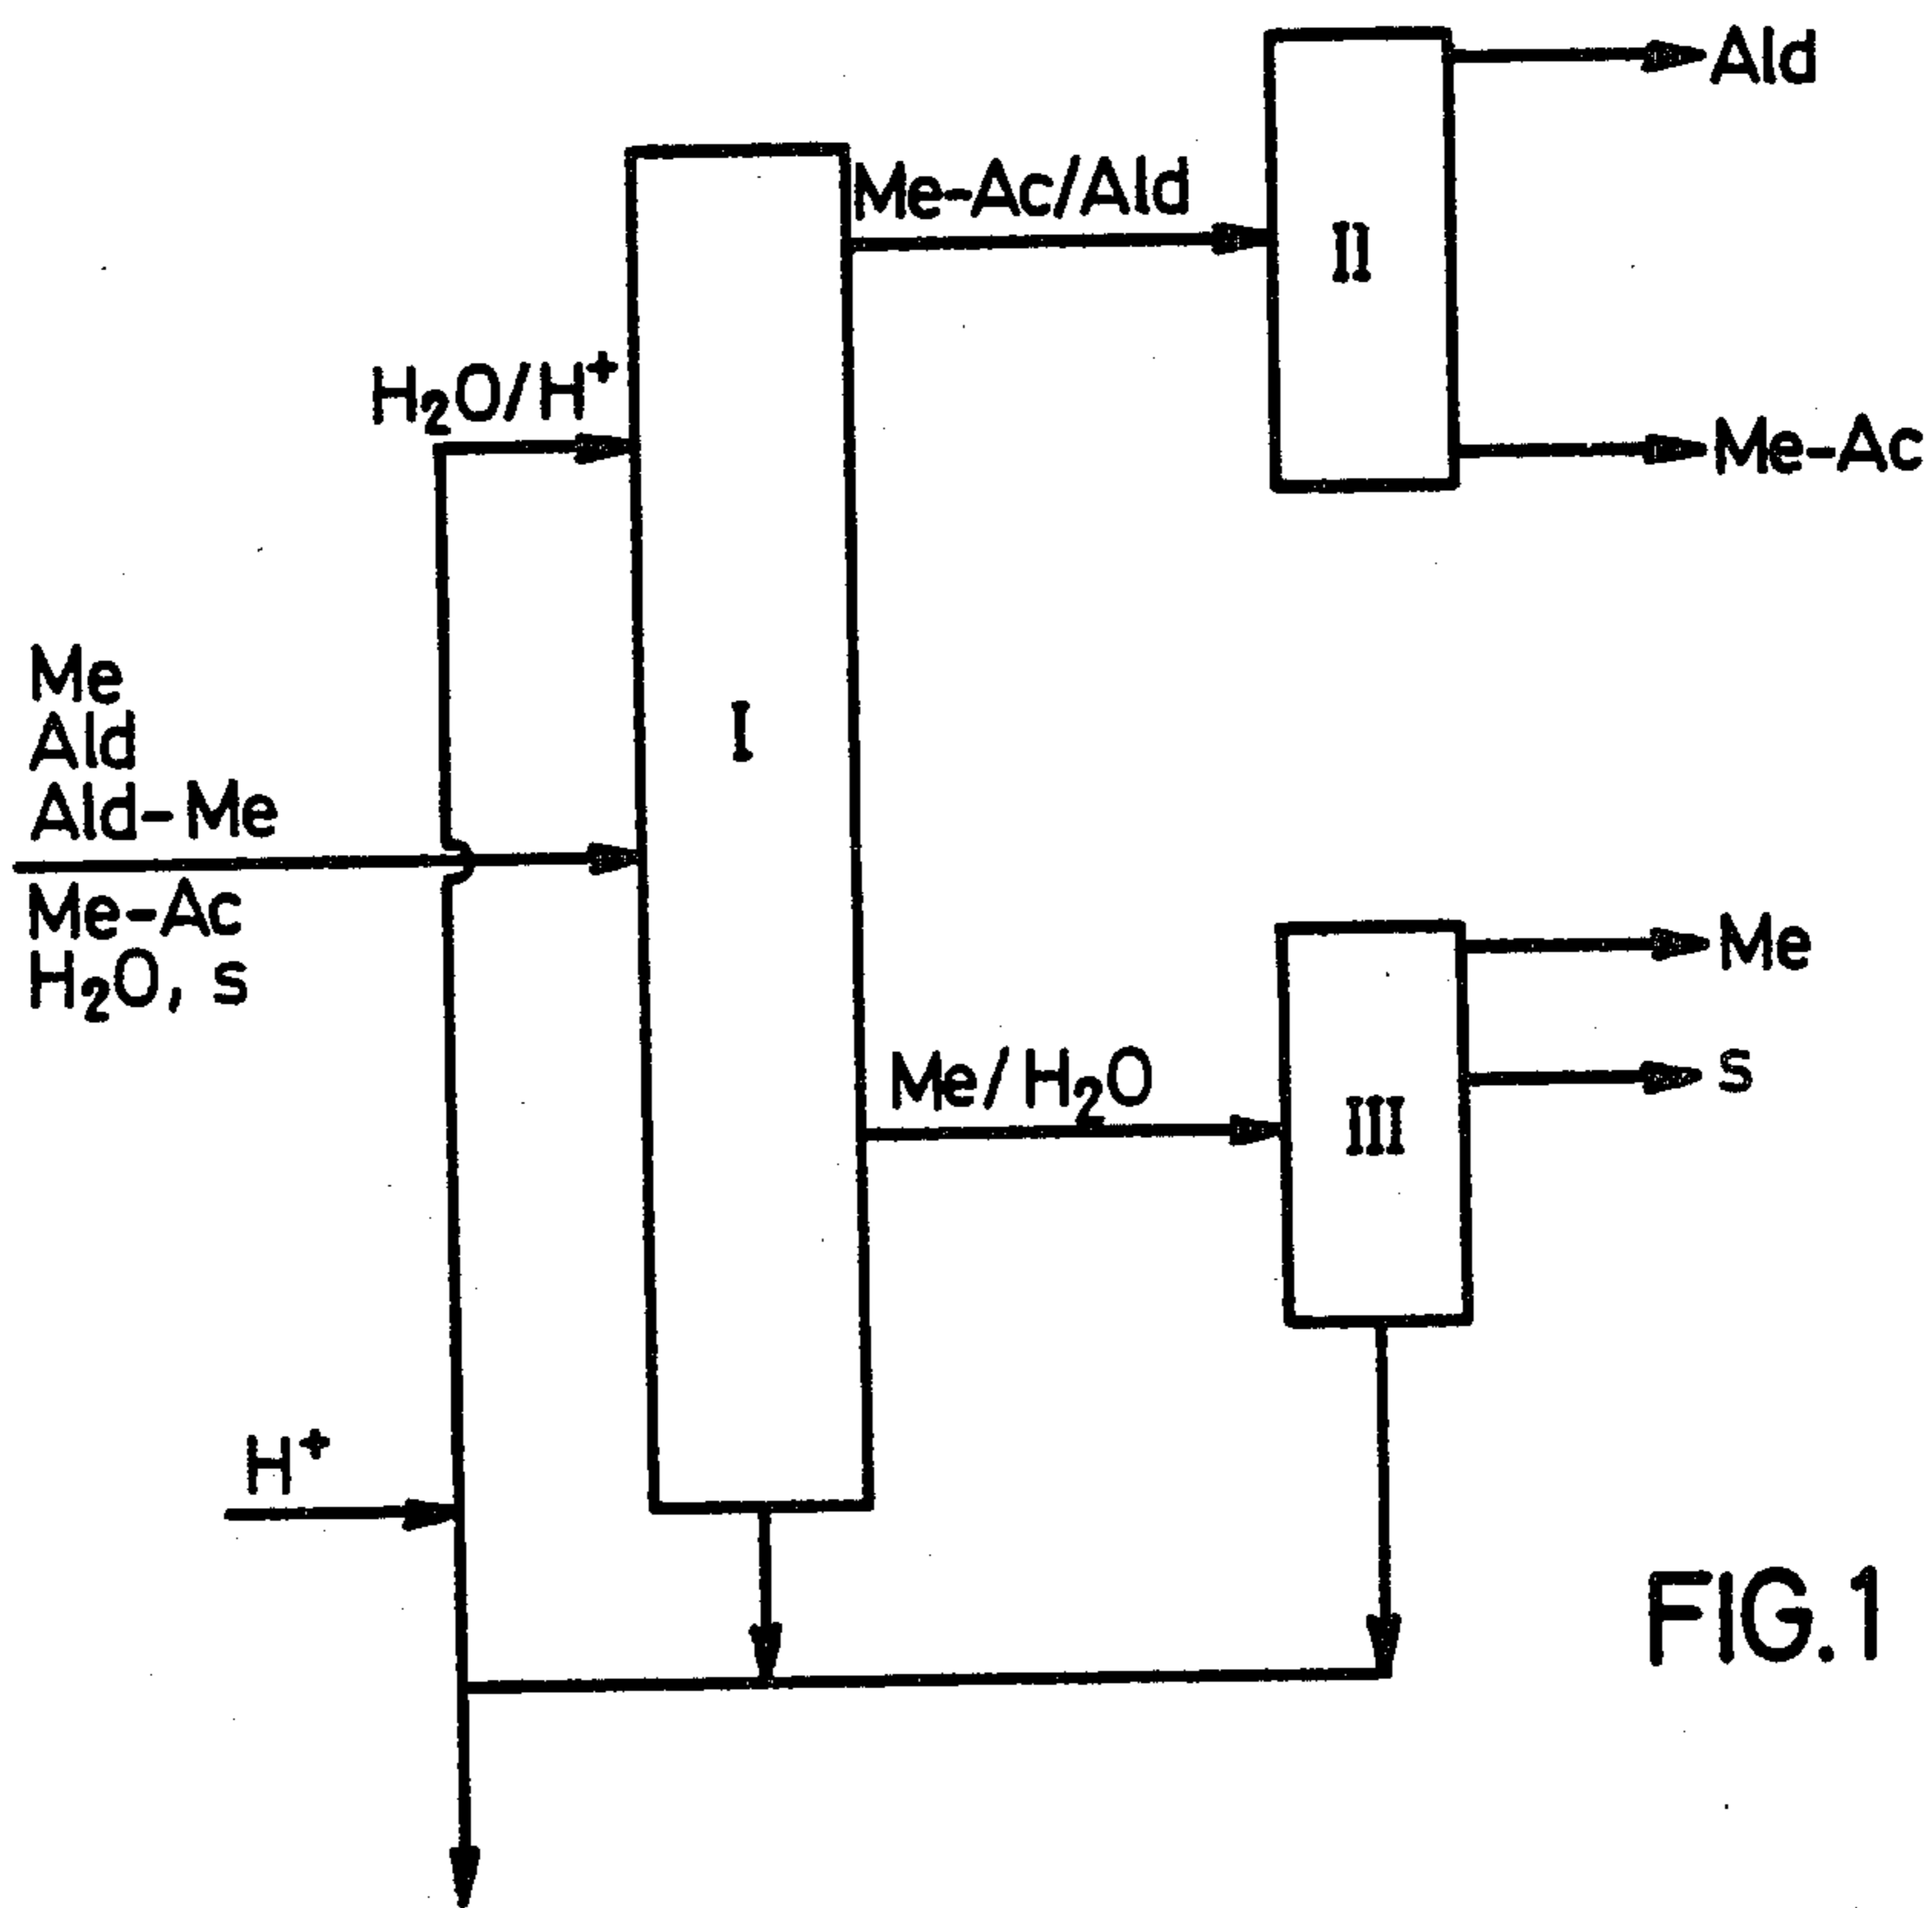 Ald
Me-Ac/Ald
II
H₂O/H⁺
Me-Ac
Me
Ald
Ald-Me
I
Me-Ac
H₂O, s
Me
s
Me/H₂O
III
H⁺
FIG.1